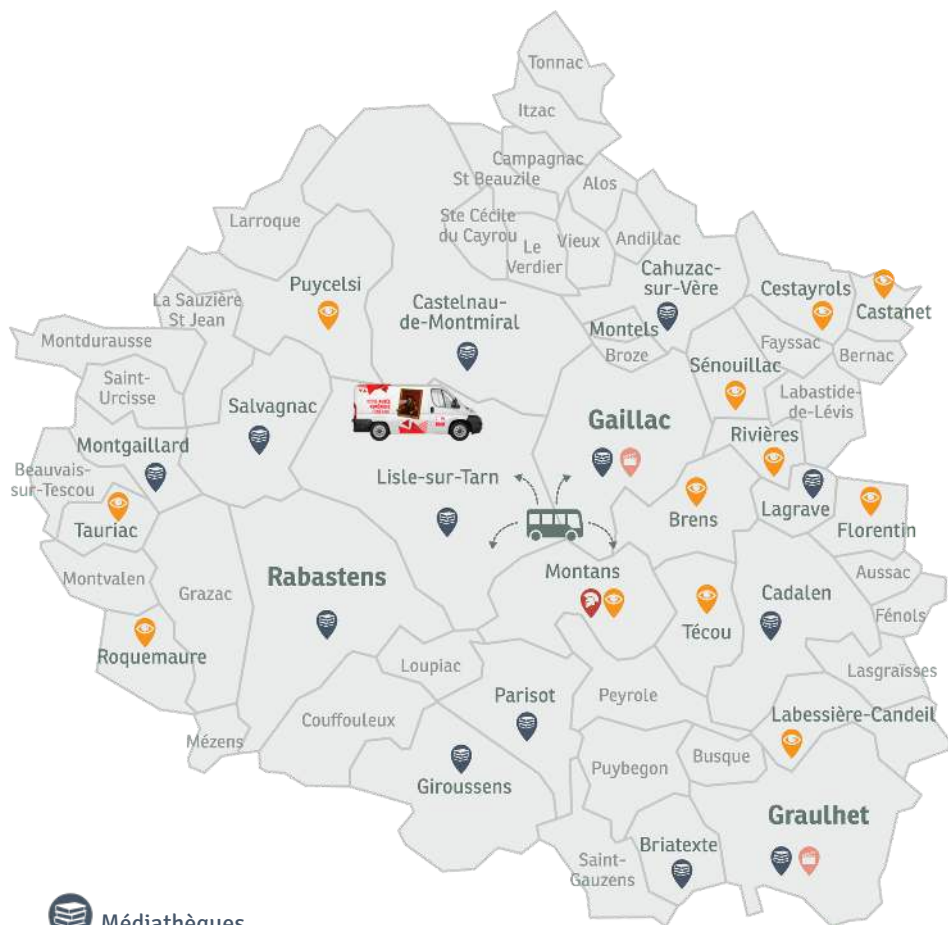 Tonnac
Itzac
Campagnac
St Beauzile
Alos
Larroque
Ste Cécile
du Cayrou
Le
Verdier
Vieux
Andillac
Puycelsi
Cahuzac-
sur-Vère
Cestayrols
Castanet
La Sauzière
St Jean
Castelnau-
de-Montmiral
Montels
Broze
Fayssac
Bernac
Montdurausse
Sénouillac
Saint-
Urcisse
Salvagnac
Labastide-
de-Lévis
Gaillac
Rivières
Montgaillard
Beauvais-
sur-Tescou
Lisle-sur-Tarn
Tauriac
Brens
Lagrave
Florentin
Montvalen
Grazac
Rabastens
Montans
Cadalen
Aussac
Fénols
Técou
Roquemaure
Loupiac
Lasgraïsses
Parisot
Peyrole
Labessière-Candeil
Couffouleux
Mézens
Puybegon
Busque
Giroussens
Graulhet
Briatexte
Saint-
Gauzens
Médiathèques